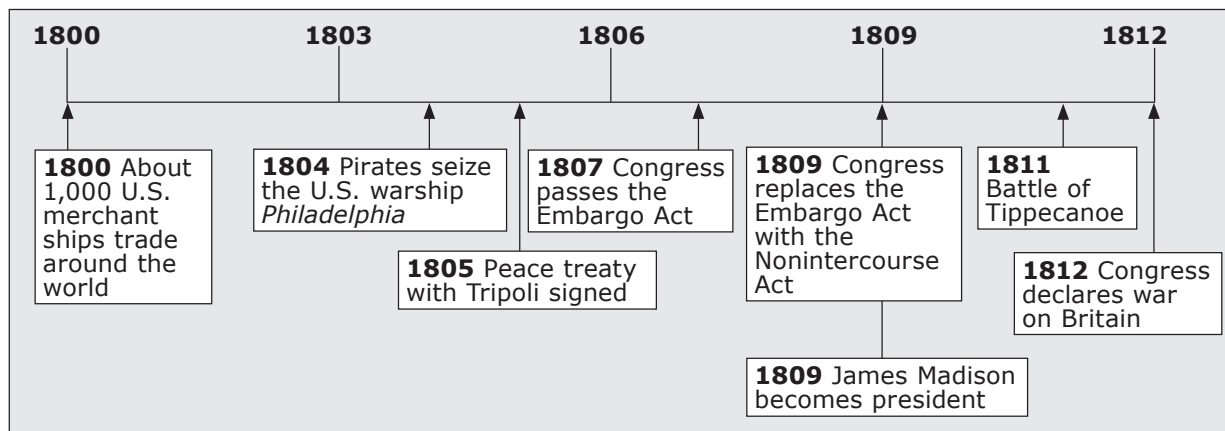 1800 1803 1806 1809 1812
1800 About
1,000 U.S.
merchant
ships trade
around the
world
1804 Pirates seize
the U.S. warship
Philadelphia
1805 Peace treaty
with Tripoli signed
1807 Congress
passes the
Embargo Act
1809 Congress
replaces the
Embargo Act
with the
Nonintercourse
Act
1809 James Madison
becomes president
1811
Battle of
Tippecanoe
1812 Congress
declares war
on Britain